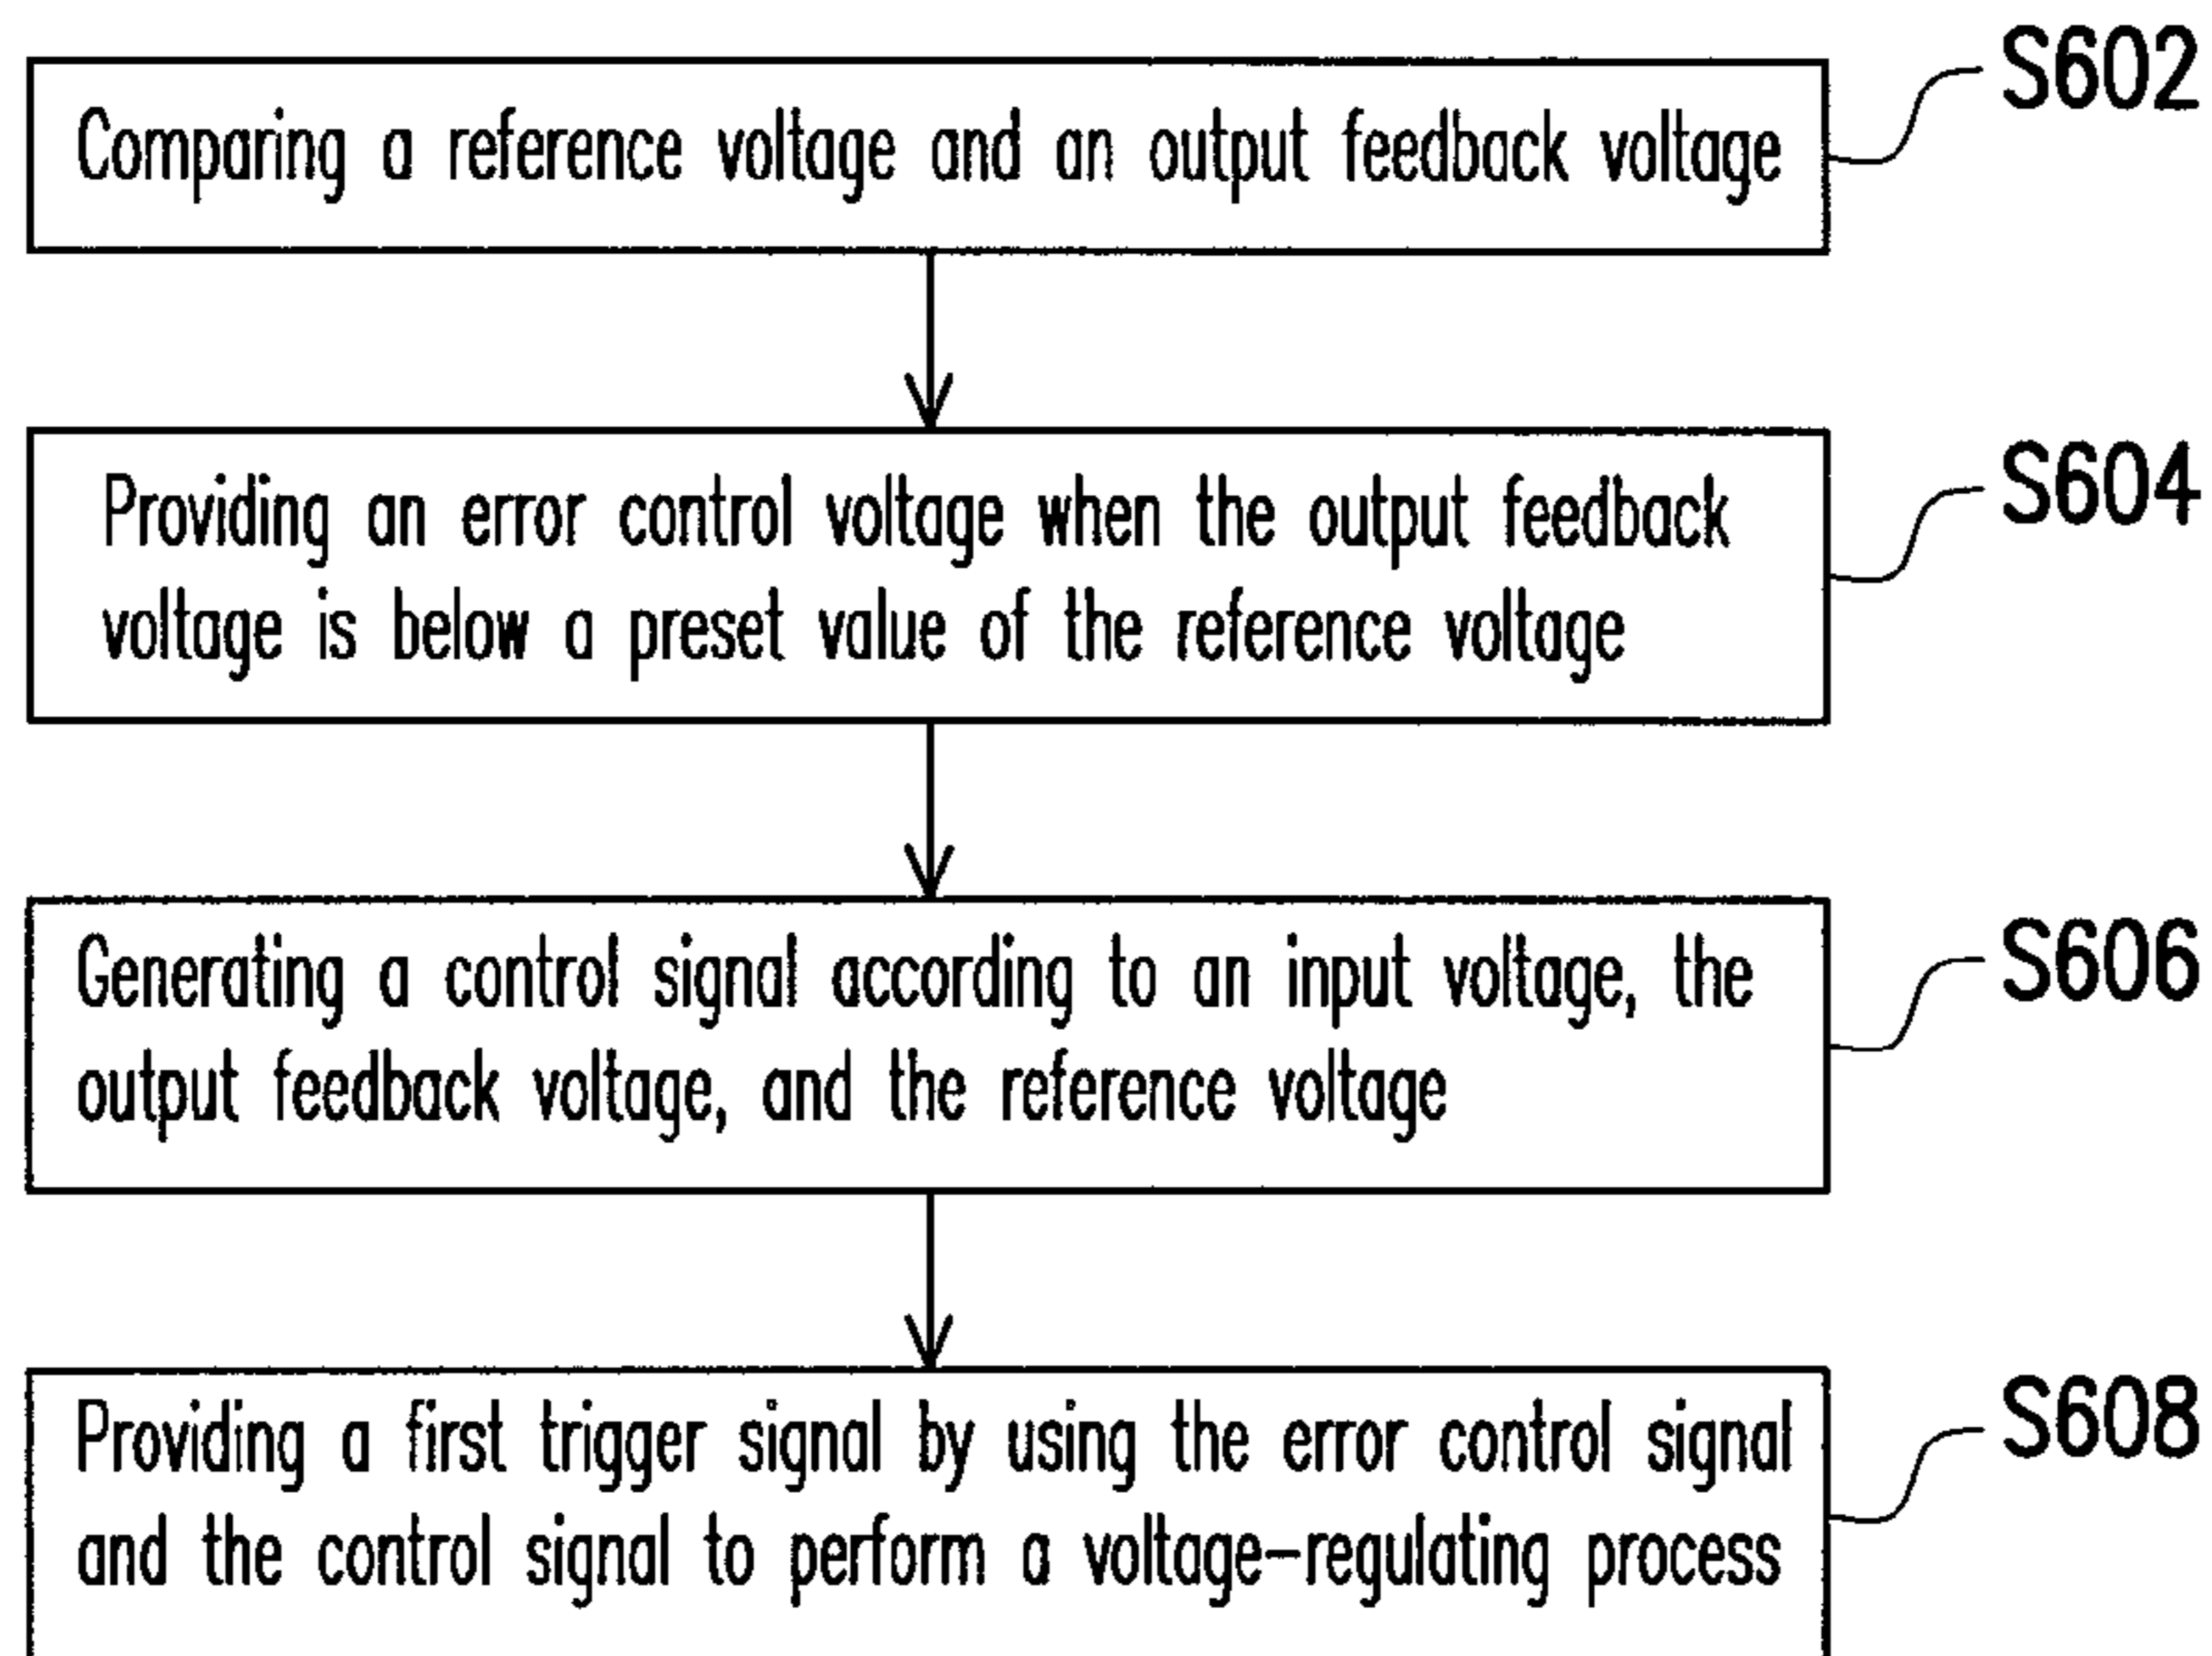 S602
Comparing a reference voltage and an output feedback voltage
S604
Providing an error control voltage when the output feedback
voltage is below a preset value of the reference voltage
S606
Generating a control signal according to an input voltage, the
output feedback voltage, and the reference voltage
S608
Providing a first trigger signal by using the error control signal
and the control signal to perform a voltage-regulating process